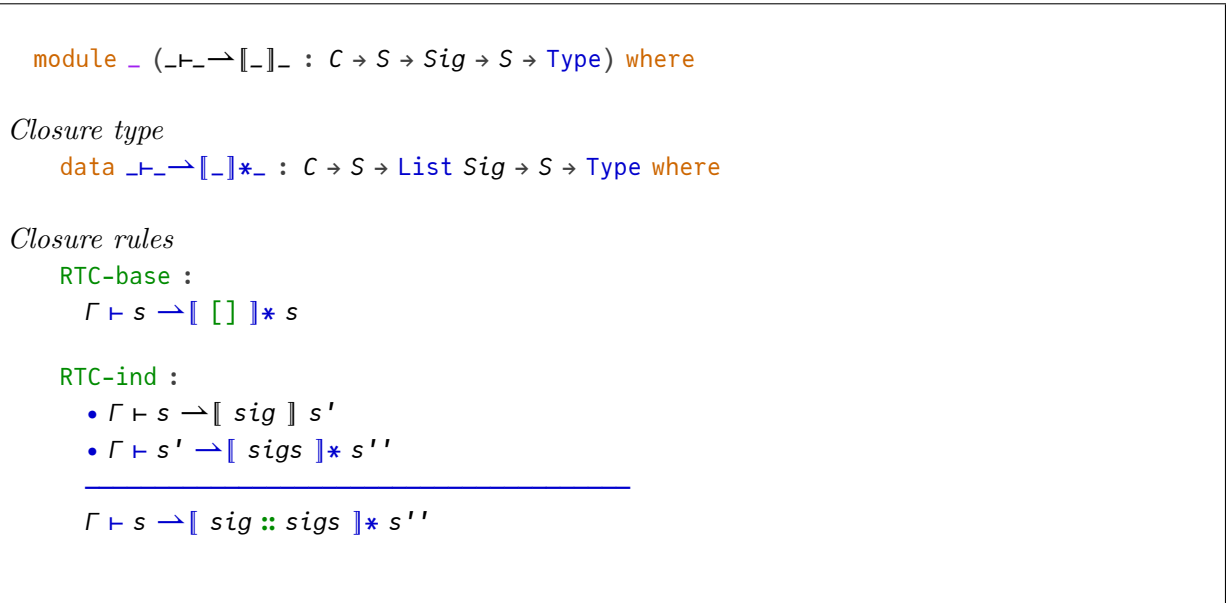 module _ (_⊢_⇀⟦_⟧_ : C → S → Sig → S → Type) where
Closure type
data _⊢_⇀⟦_⟧*_ : C → S → List Sig → S → Type where
Closure rules
RTC-base :
Γ ⊢ s ⇀⟦ [] ⟧* s
RTC-ind :
• Γ ⊢ s ⇀⟦ sig ⟧ s'
• Γ ⊢ s' ⇀⟦ sigs ⟧* s''
Γ ⊢ s ⇀⟦ sig ∷ sigs ⟧* s''